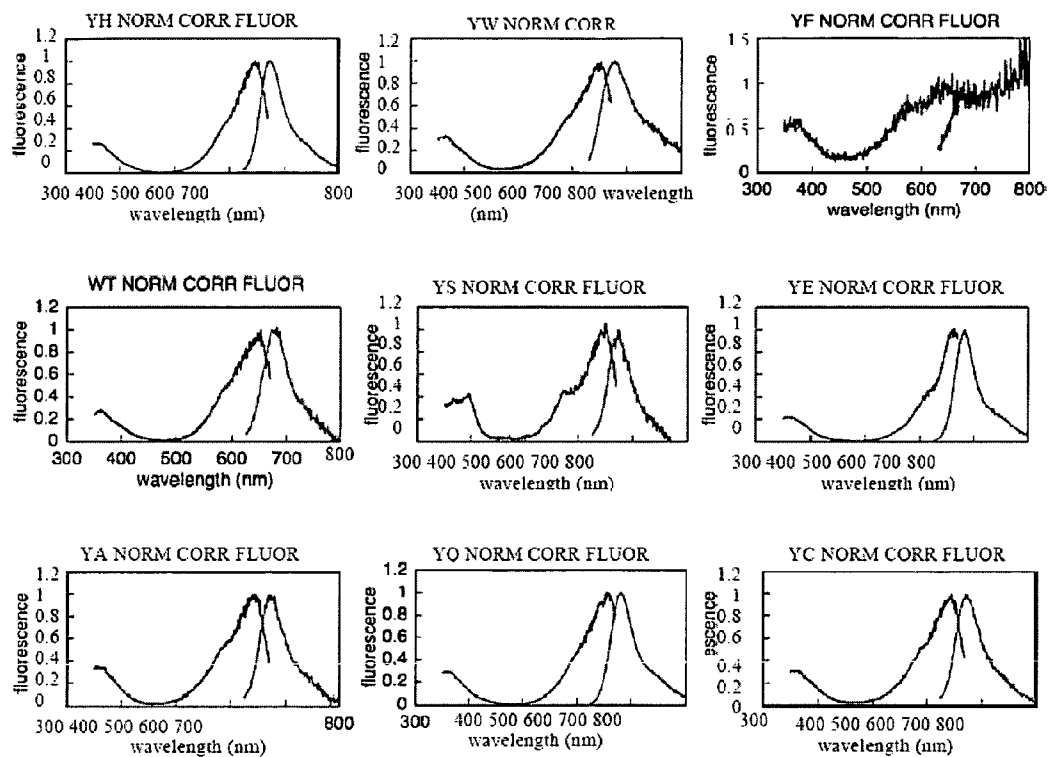 YH NORM CORR FLUOR
1.2
1
0.8
0.6
0.4
0.2
0
fluorescence
300 400 500 600 700 800
wavelength (nm)
YW NORM CORR
1.2
1
0.8
0.6
0.4
0.2
0
fluorescence
300 400 500 600 700 800 wavelength
(nm)
YF NORM CORR FLUOR
1 5
1
0.5
0
fluorescence
300 400 500 600 700 800
wavelength (nm)
WT NORM CORR FLUOR
1.2
1
0.8
0.6
0.4
0.2
0
fluorescence
300 400 500 600 700 800
wavelength (nm)
YS NORM CORR FLUOR
1.2
1
0.8
0.6
0.4
0.2
0
fluorescence
300 400 500 600 700 800
wavelength (nm)
YE NORM CORR FLUOR
1.2
1
0.8
0.6
0.4
0.2
0
fluorescence
300 400 500 600 700 800
wavelength (nm)
YA NORM CORR FLUOR
1.2
1
0.8
0.6
0.4
0.2
0
fluorescence
300 400 500 600 700 800
wavelength (nm)
YQ NORM CORR FLUOR
1.2
1
0.8
0.6
0.4
0.2
0
fluorescence
300 400 500 600 700 800
wavelength (nm)
YC NORM CORR FLUOR
1.2
1
0.8
0.6
0.4
0.2
0
escence
300 400 500 600 700 800
wavelength (nm)